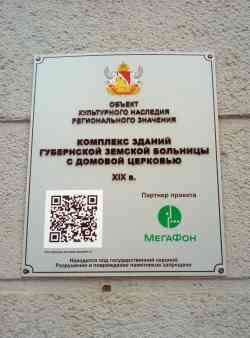 ОБЪЕКТ
КУЛЬТУРНОГО НАСЛЕДИЯ
РЕГИОНАЛЬНОГО ЗНАЧЕНИЯ
КОМПЛЕКС ЗДАНИЙ
ГУБЕРНСКОЙ ЗЕМСКОЙ БОЛЬНИЦЫ
С ДОМОВОЙ ЦЕРКОВЬЮ
XIX в.
Партнер проекта
МЕГАФОН
Находится под государственной охраной
Разрушение и повреждение памятников запрещено